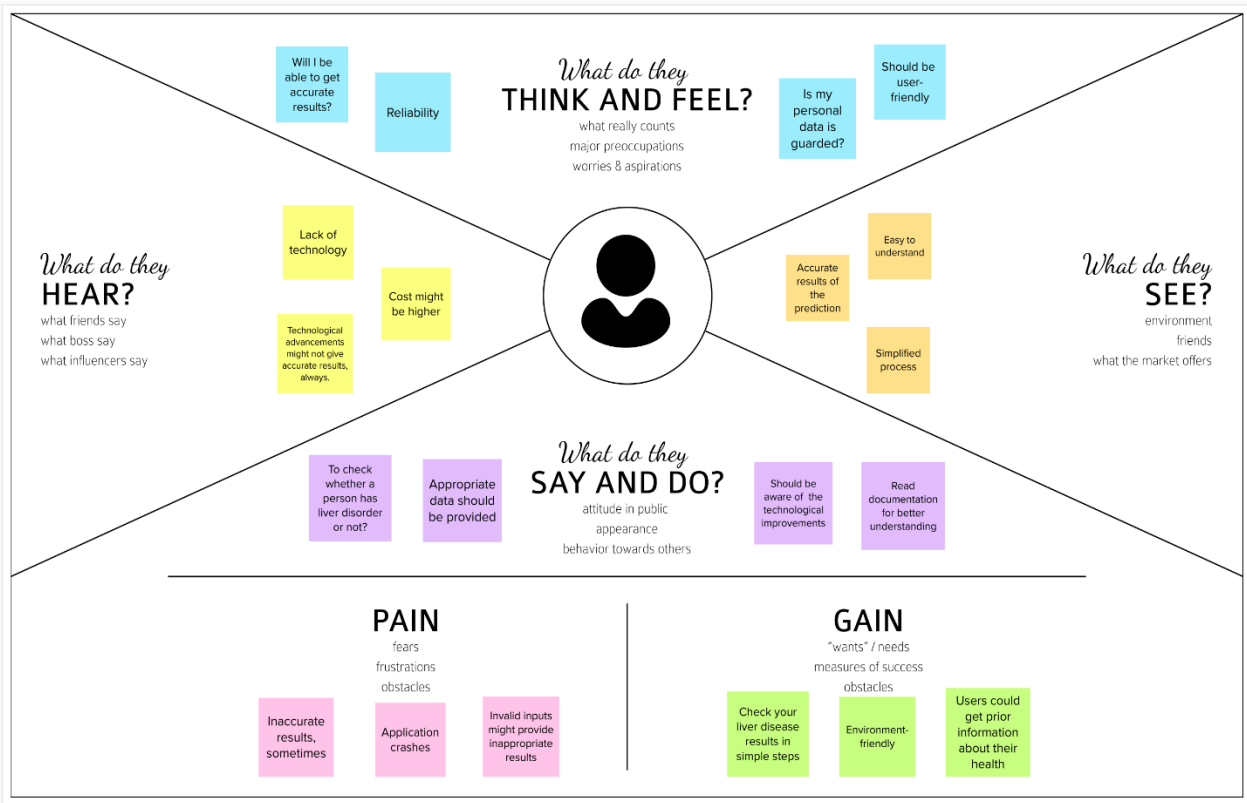 What do they
THINK AND FEEL?
what really counts
major preoccupations
worries & aspirations
Will I be
able to get
accurate
results?
Reliability
Is my
personal
data is
guarded?
Should be
user-
friendly
What do they
HEAR?
what friends say
what boss say
what influencers say
Lack of
technology
Cost might
be higher
Technological
advancements
might not give
accurate results,
always.
What do they
SEE?
environment
friends
what the market offers
Easy to
understand
Accurate
results of
the
prediction
Simplified
process
What do they
SAY AND DO?
attitude in public
appearance
behavior towards others
To check
whether a
person has
liver disorder
or not?
Appropriate
data should
be provided
Should be
aware of the
technological
improvements
Read
documentation
for better
understanding
PAIN
fears
frustrations
obstacles
Inaccurate
results,
sometimes
Application
crashes
Invalid inputs
might provide
inappropriate
results
GAIN
"wants" / needs
measures of success
obstacles
Check your
liver disease
results in
simple steps
Environment-
friendly
Users could
get prior
information
about their
health